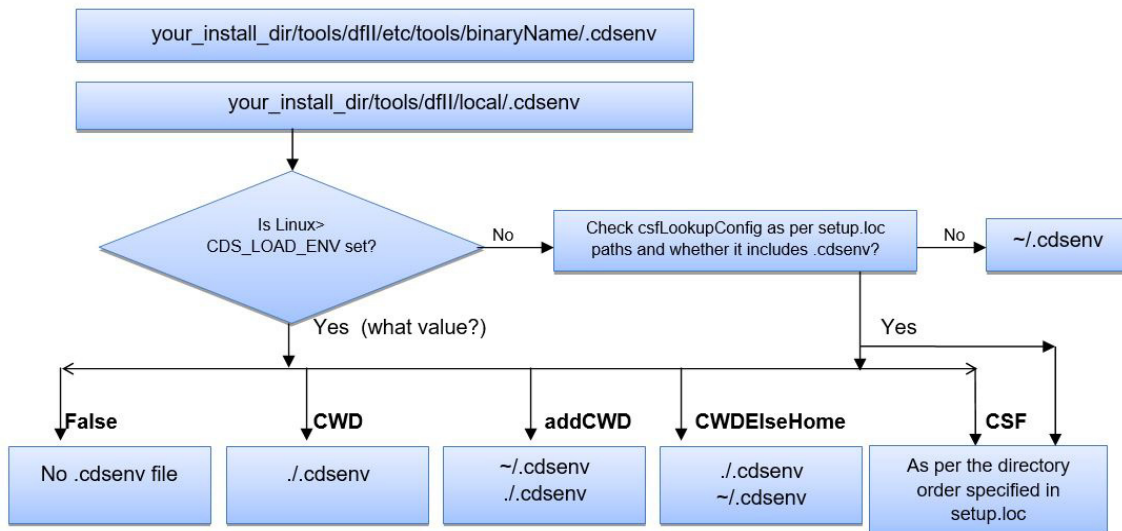 your_install_dir/tools/dfII/etc/tools/binaryName/.cdsenv
your_install_dir/tools/dfII/local/.cdsenv
Is Linux>
CDS_LOAD_ENV set?
No
Check csfLookupConfig as per setup.loc
paths and whether it includes .cdsenv?
No
~/.cdsenv
Yes (what value?)
Yes
False
CWD
addCWD
CWDElseHome
CSF
No .cdsenv file
./.cdsenv
~/.cdsenv
./.cdsenv
./.cdsenv
~/.cdsenv
As per the directory
order specified in
setup.loc